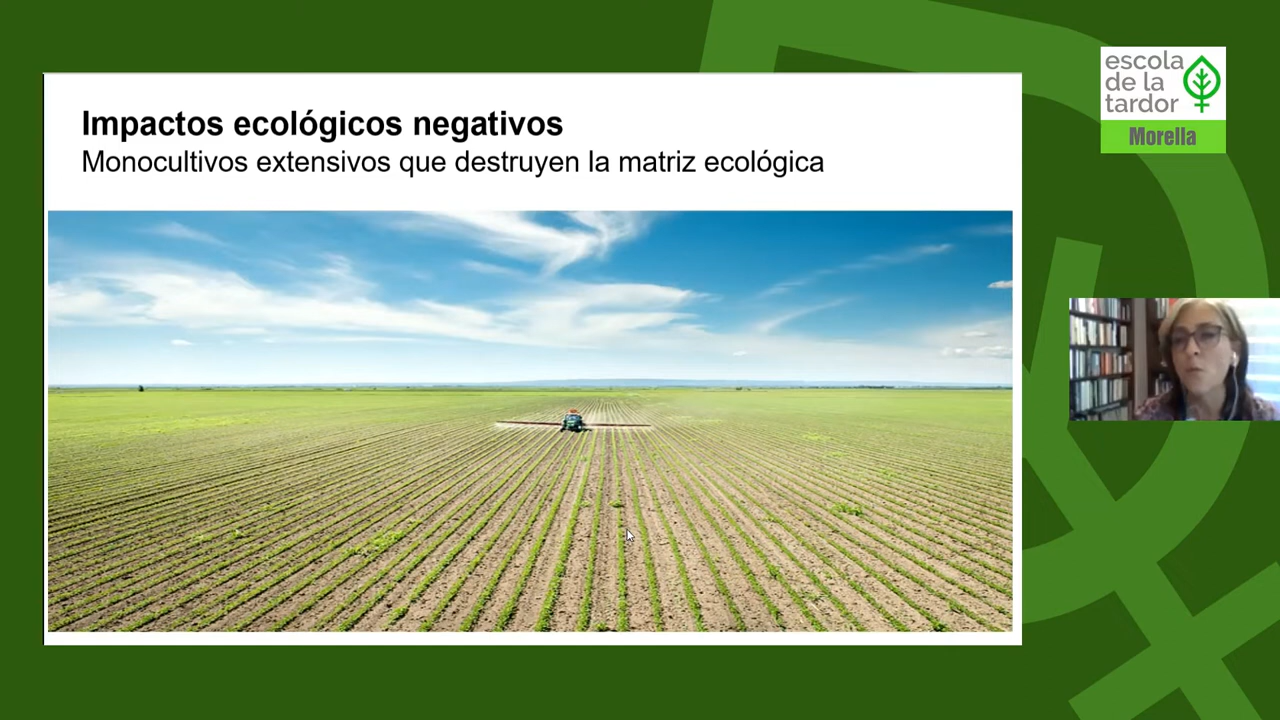 Impactos ecológicos negativos
Monocultivos extensivos que destruyen la matriz ecológica
escola
de la
tardor
Morella